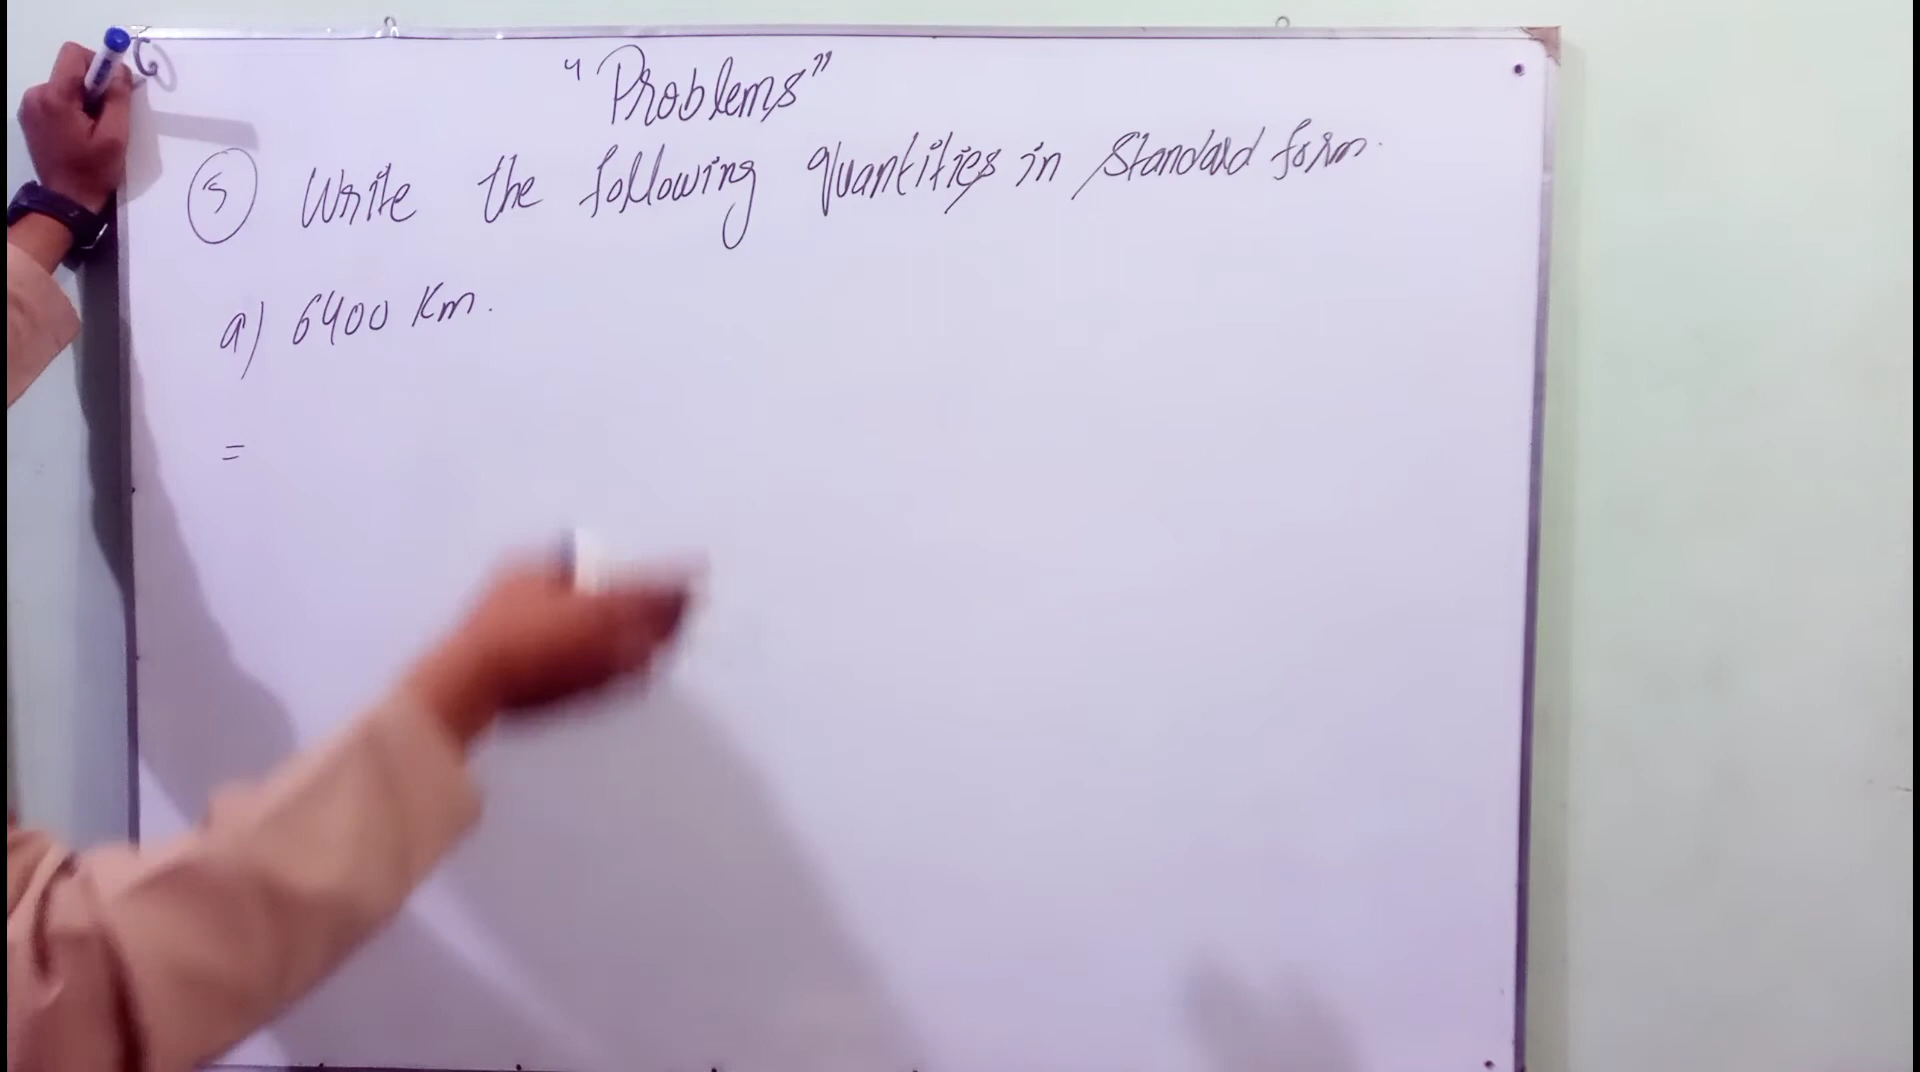 "Problems"
5 Write the following quantities in standard form.
a) 6400 Km.
=